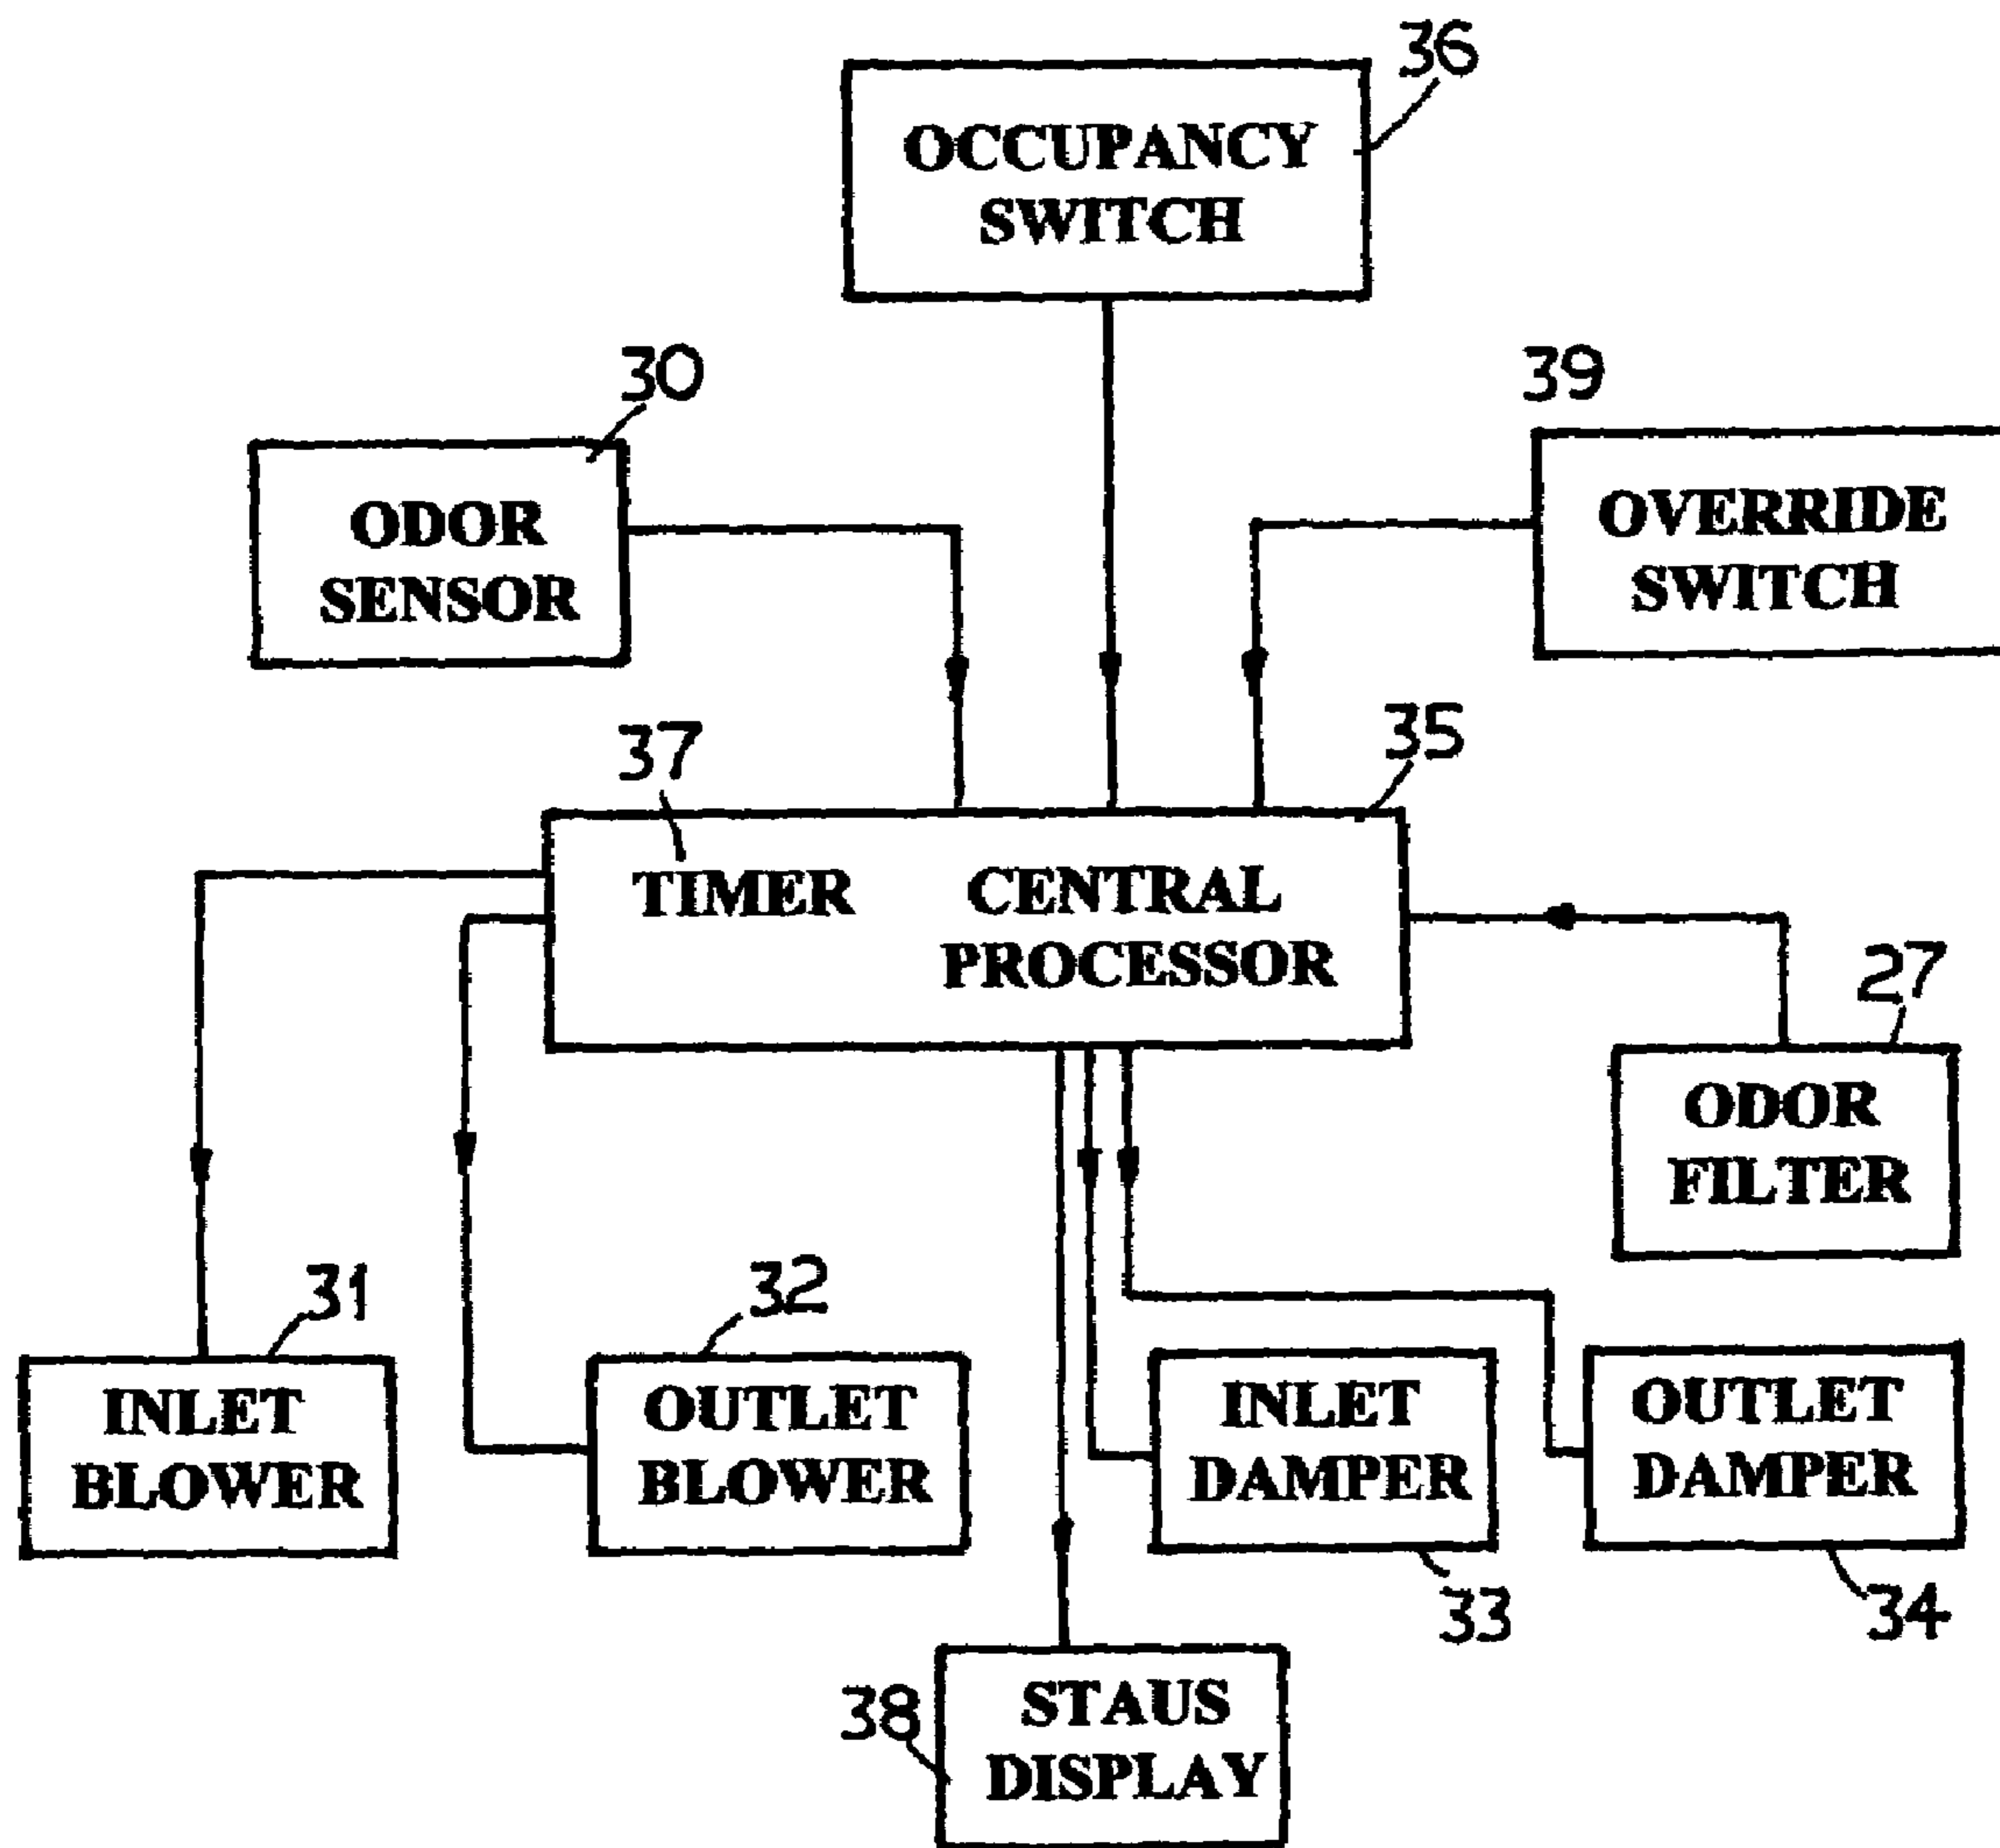 36
OCCUPANCY
SWITCH
30
39
ODOR
SENSOR
OVERRIDE
SWITCH
37
35
TIMER CENTRAL
PROCESSOR
27
ODOR
FILTER
31
32
INLET
BLOWER
OUTLET
BLOWER
INLET
DAMPER
OUTLET
DAMPER
33
34
38
STAUS
DISPLAY